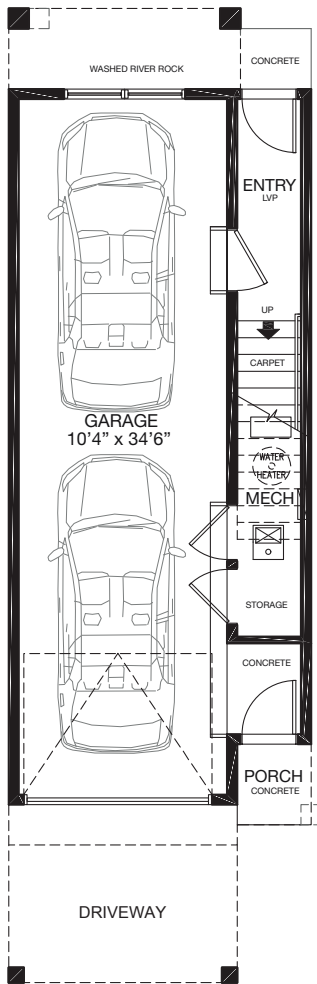 CONCRETE
WASHED RIVER ROCK
ENTRY
LVP
UP
CARPET
GARAGE
10'4" x 34'6"
WATER
HEATER
MECH
STORAGE
CONCRETE
PORCH
CONCRETE
DRIVEWAY